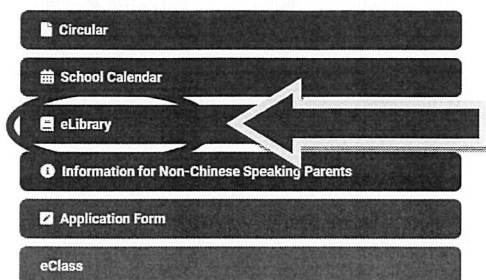 Circular
School Calendar
eLibrary
Information for Non-Chinese Speaking Parents
Application Form
eClass